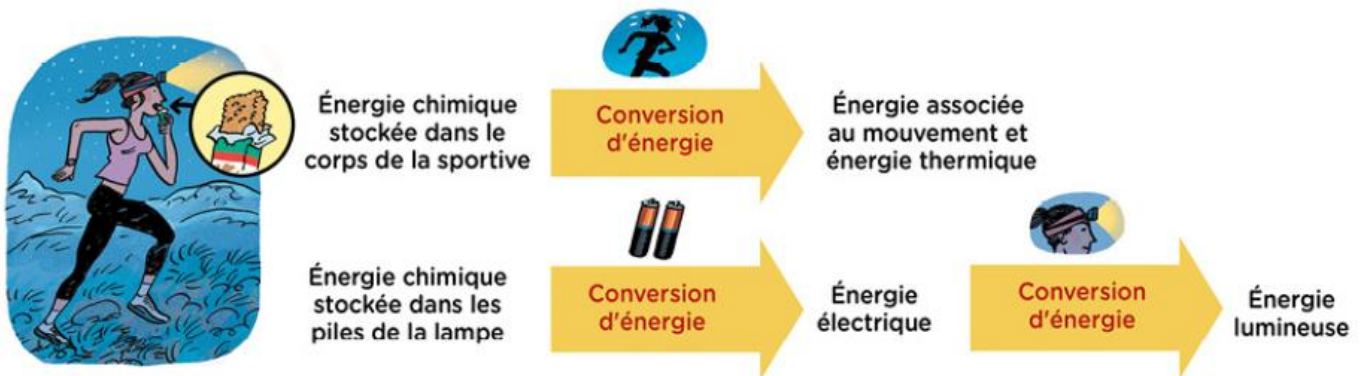 Énergie chimique
stockée dans le
corps de la sportive
Conversion
d'énergie
Énergie associée
au mouvement et
énergie thermique
Énergie chimique
stockée dans les
piles de la lampe
Conversion
d'énergie
Énergie
électrique
Conversion
d'énergie
Énergie
lumineuse